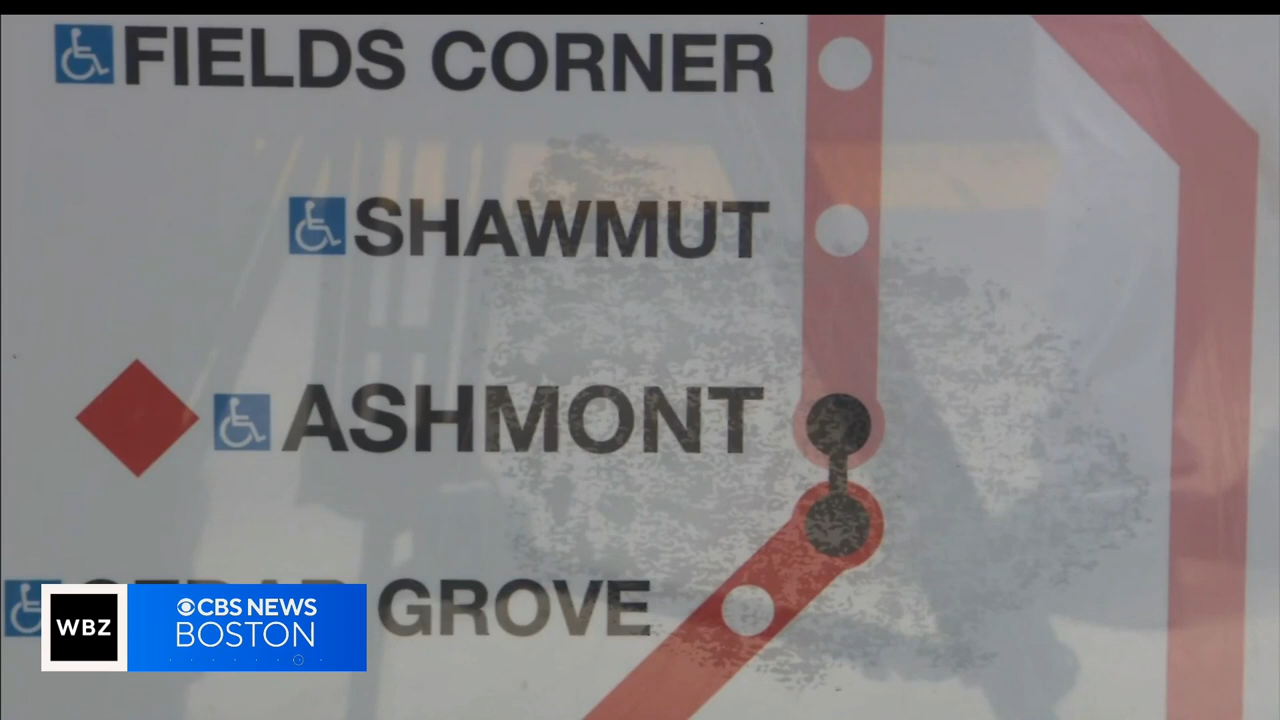 FIELDS CORNER
SHAWMUT
ASHMONT
GROVE
WBZ
CBS NEWS
BOSTON